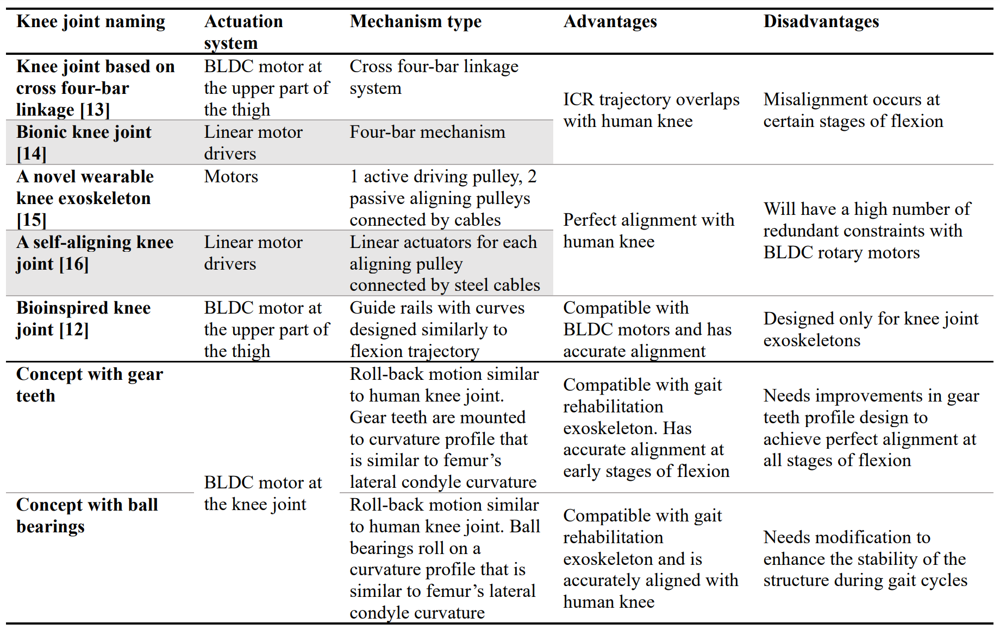 Knee joint naming
Actuation
system
Mechanism type
Advantages
Disadvantages
Knee joint based on
cross four-bar
linkage [13]
BLDC motor at
the upper part of
the thigh
Cross four-bar linkage
system
ICR trajectory overlaps
with human knee
Misalignment occurs at
certain stages of flexion
Bionic knee joint
[14]
Linear motor
drivers
Four-bar mechanism
A novel wearable
knee exoskeleton
[15]
Motors
1 active driving pulley, 2
passive aligning pulleys
connected by cables
Perfect alignment with
human knee
Will have a high number of
redundant constraints with
BLDC rotary motors
A self-aligning knee
joint [16]
Linear motor
drivers
Linear actuators for each
aligning pulley
connected by steel cables
Bioinspired knee
joint [12]
BLDC motor at
the upper part of
the thigh
Guide rails with curves
designed similarly to
flexion trajectory
Compatible with
BLDC motors and has
accurate alignment
Designed only for knee joint
exoskeletons
Concept with gear
teeth
BLDC motor at
the knee joint
Roll-back motion similar
to human knee joint.
Gear teeth are mounted
to curvature profile that
is similar to femur’s
lateral condyle curvature
Compatible with gait
rehabilitation
exoskeleton. Has
accurate alignment at
early stages of flexion
Needs improvements in gear
teeth profile design to
achieve perfect alignment at
all stages of flexion
Concept with ball
bearings
Roll-back motion similar
to human knee joint. Ball
bearings roll on a
curvature profile that is
similar to femur’s lateral
condyle curvature
Compatible with gait
rehabilitation
exoskeleton and is
accurately aligned with
human knee
Needs modification to
enhance the stability of the
structure during gait cycles